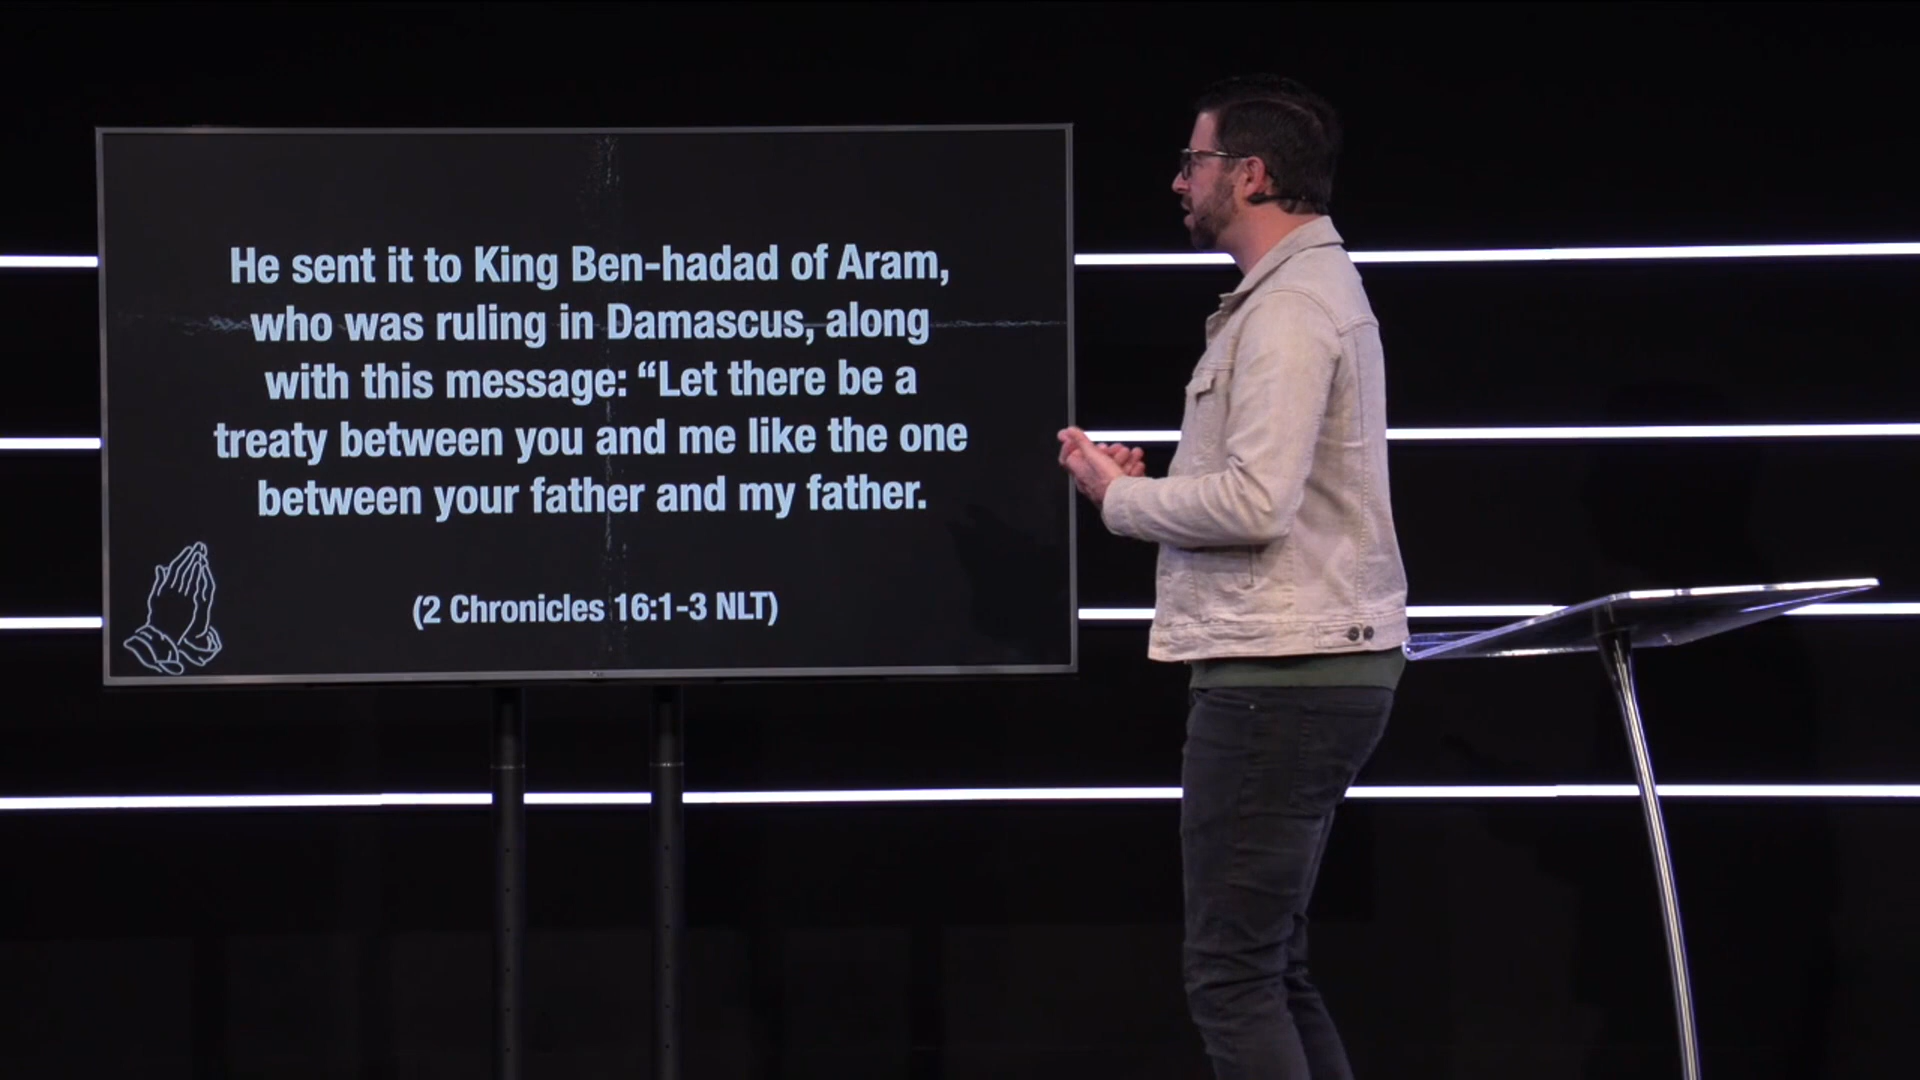 He sent it to King Ben-hadad of Aram,
who was ruling in Damascus, along
with this message: “Let there be a
treaty between you and me like the one
between your father and my father.
(2 Chronicles 16:1-3 NLT)